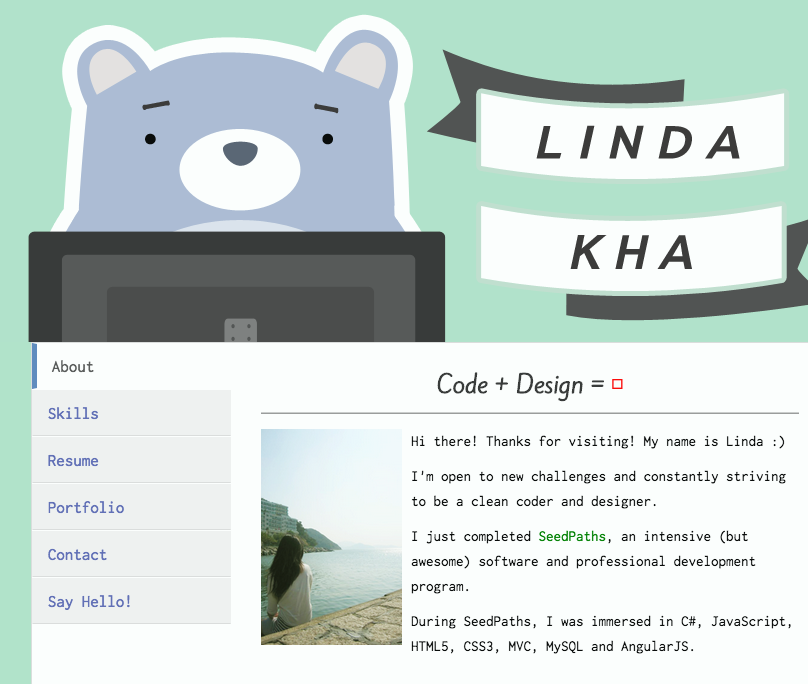 LINDA
KHA
About
Skills
Resume
Portfolio
Contact
Say Hello!
Code + Design = □
Hi there! Thanks for visiting! My name is Linda :)
I'm open to new challenges and constantly striving
to be a clean coder and designer.
I just completed SeedPaths, an intensive (but
awesome) software and professional development
program.
During SeedPaths, I was immersed in C#, JavaScript,
HTML5, CSS3, MVC, MySQL and AngularJS.